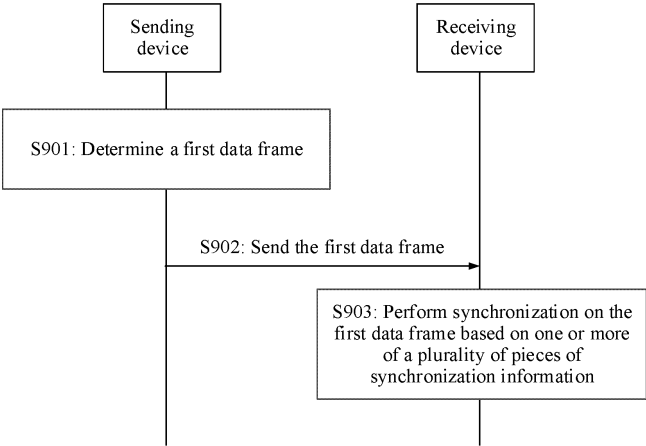 Sending
device
Receiving
device
S901: Determine a first data frame
S902: Send the first data frame
S903: Perform synchronization on the
first data frame based on one or more
of a plurality of pieces of
synchronization information